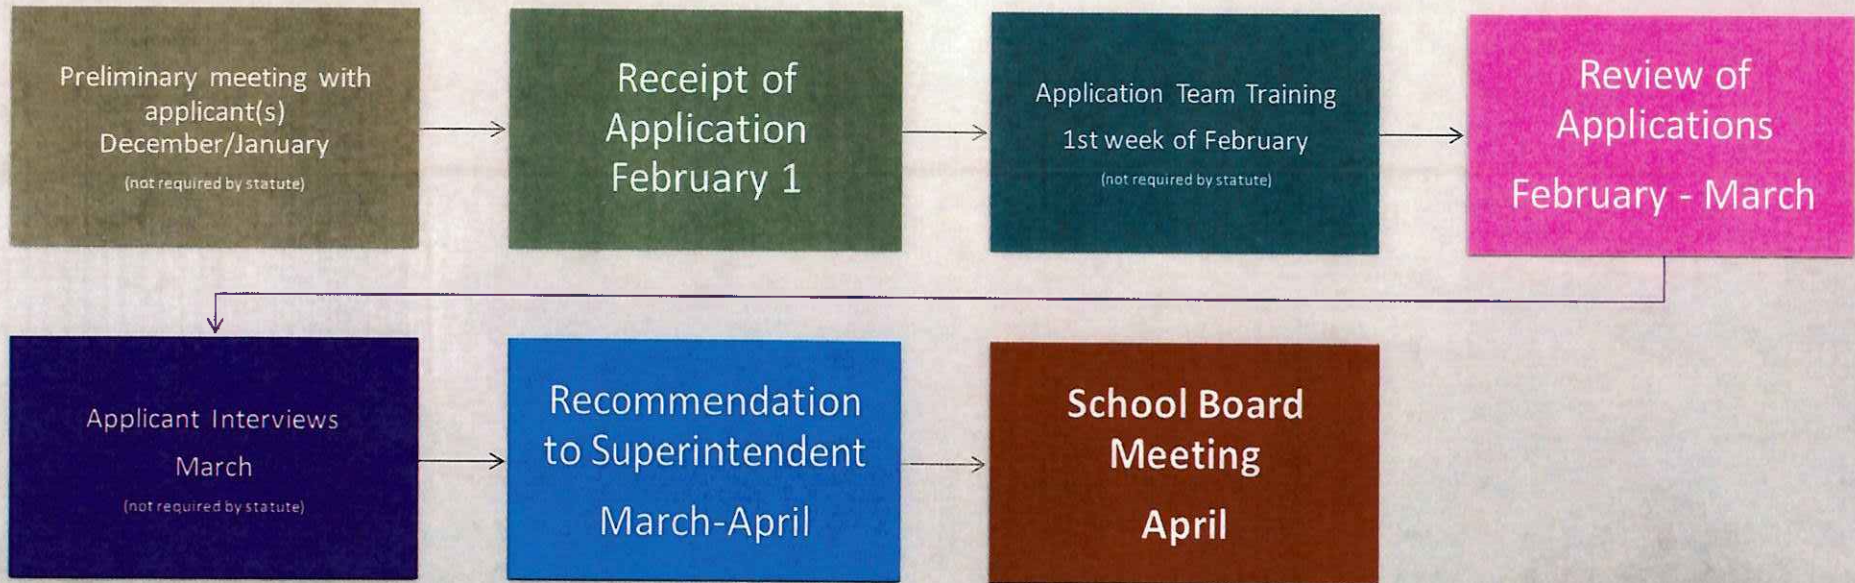 Preliminary meeting with
applicant(s)
December/January
(not required by statute)
Receipt of
Application
February 1
Application Team Training
1st week of February
(not required by statute)
Review of
Applications
February - March
Applicant Interviews
March
(not required by statute)
Recommendation
to Superintendent
March-April
School Board
Meeting
April